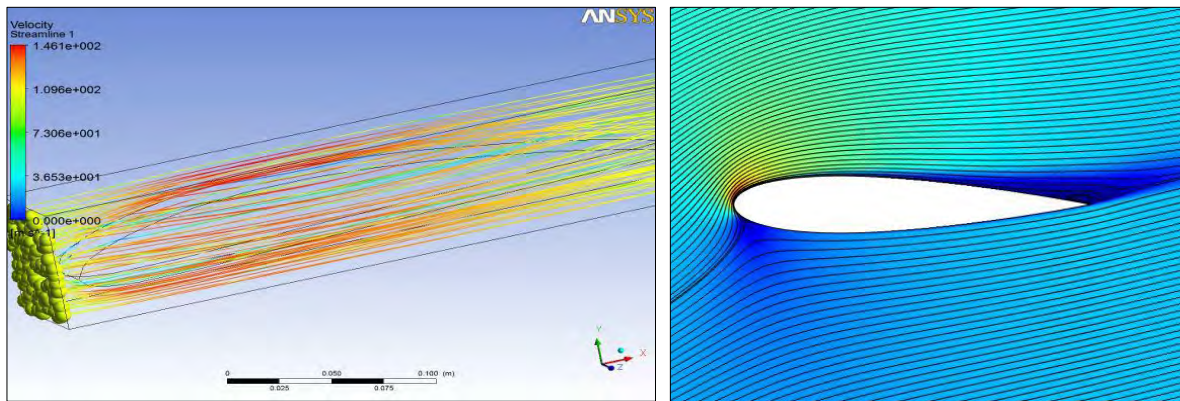 ANSYS
Velocity
Streamline 1
1.461e+002
1.096e+002
7.306e+001
3.653e+001
0.000e+000
[m s^-1]
Y
X
Z
0 0.050 0.100 (m)
0.025 0.075